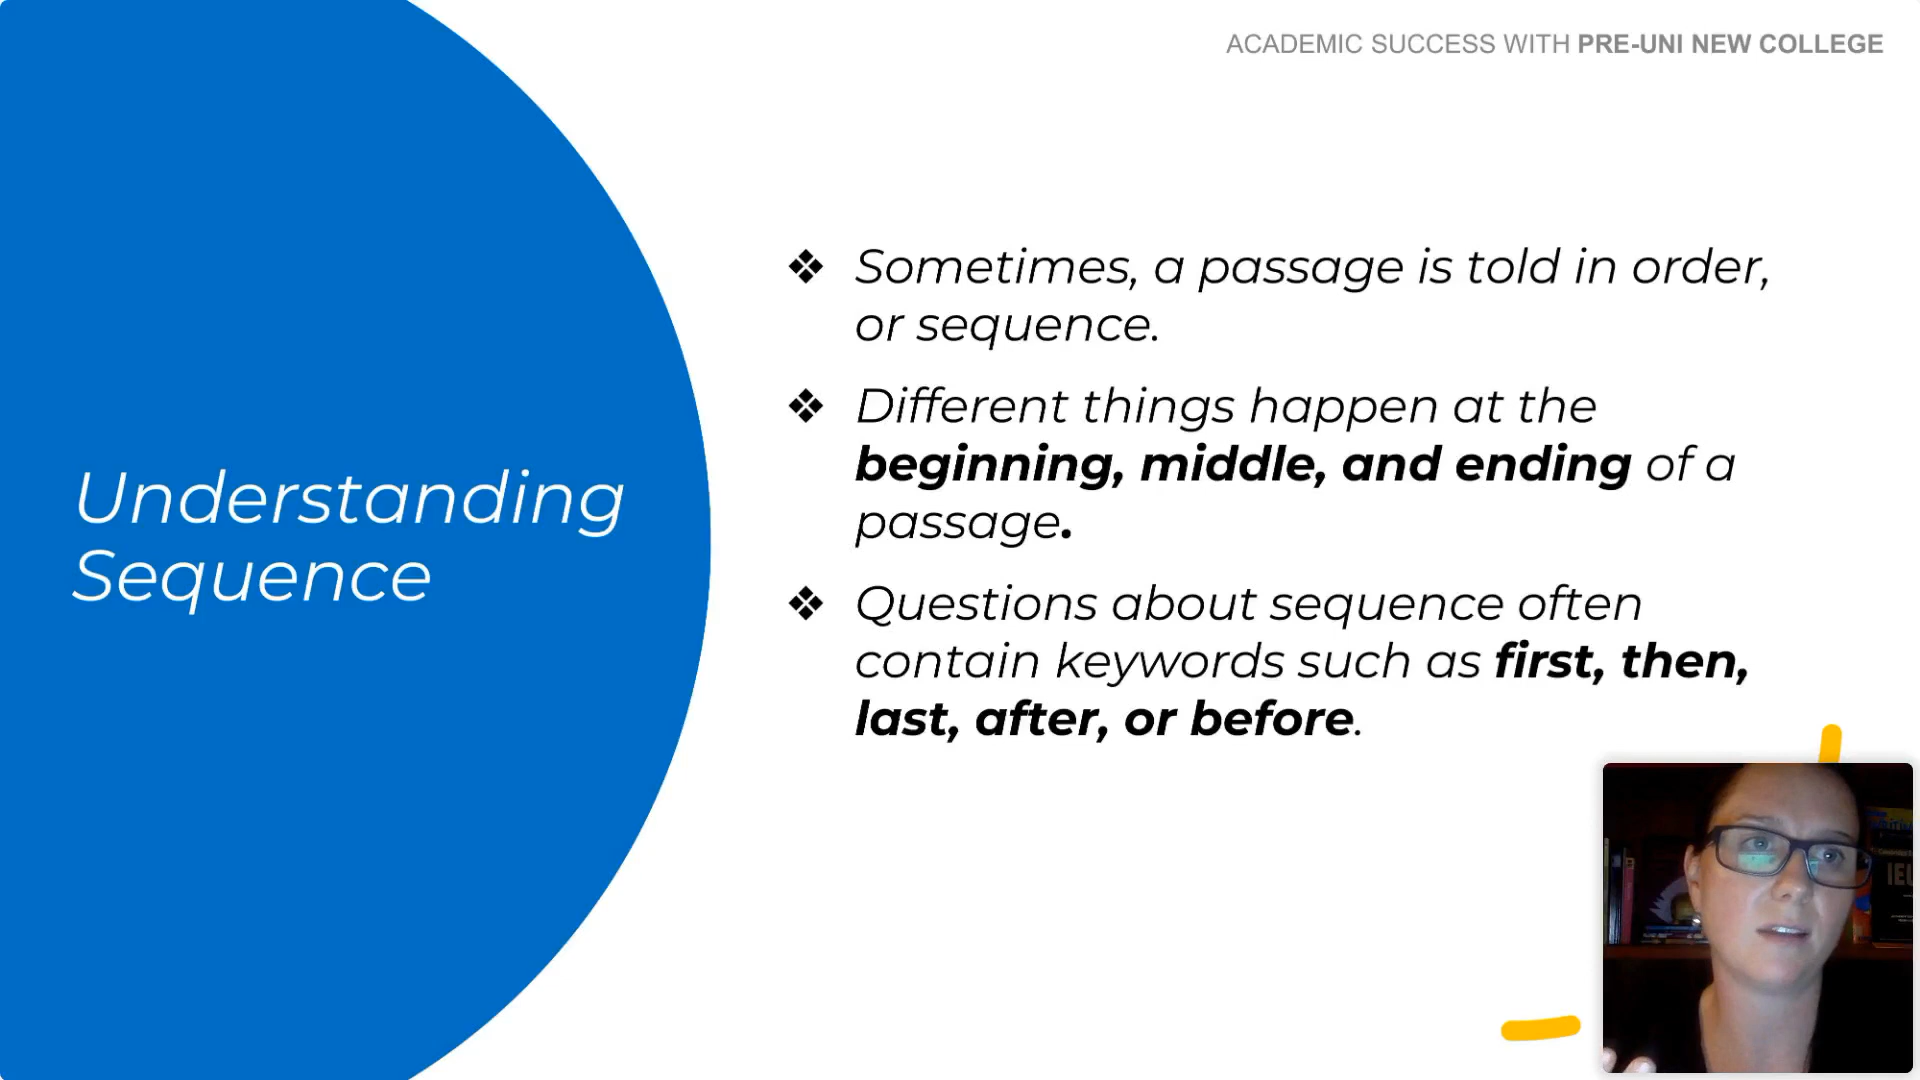 ACADEMIC SUCCESS WITH PRE-UNI NEW COLLEGE
Understanding
Sequence
❖ Sometimes, a passage is told in order,
or sequence.
❖ Different things happen at the
beginning, middle, and ending of a
passage.
❖ Questions about sequence often
contain keywords such as first, then,
last, after, or before.